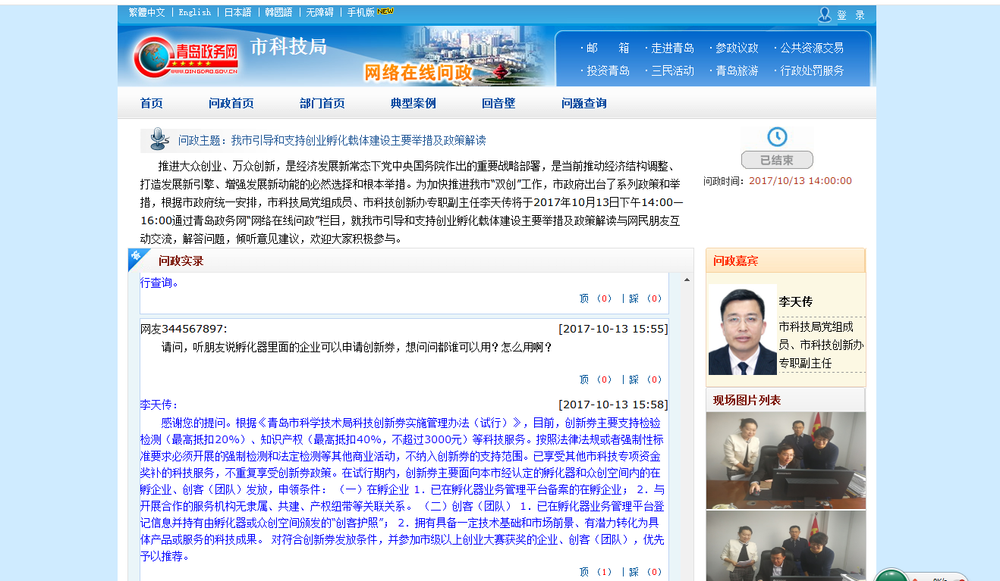 繁體中文 | English | 日本語 | 韓國語 | 无障碍 | 手机版 NEW
登 录
青岛政务网
WWW.QINGDAO.GOV.CN
市科技局
网络在线问政
·邮 箱 ·走进青岛 ·参政议政 ·公共资源交易
·投资青岛 ·三民活动 ·青岛旅游 ·行政处罚服务
首页 问政首页 部门首页 典型案例 回音壁 问题查询
问政主题：我市引导和支持创业孵化载体建设主要举措及政策解读
推进大众创业、万众创新，是经济发展新常态下党中央国务院作出的重要战略部署，是当前推动经济结构调整、
打造发展新引擎、增强发展新动能的必然选择和根本举措。为加快推进我市“双创”工作，市政府出台了系列政策和举
措，根据市政府统一安排，市科技局党组成员、市科技创新办专职副主任李天传将于2017年10月13日下午14:00—
16:00通过青岛政务网“网络在线问政”栏目，就我市引导和支持创业孵化载体建设主要举措及政策解读与网民朋友互
动交流，解答问题，倾听意见建议，欢迎大家积极参与。
已结束
问政时间：2017/10/13 14:00:00
问政实录
行查询。
顶 （0） | 踩 （0）
网友344567897: [2017-10-13 15:55]
请问，听朋友说孵化器里面的企业可以申请创新券，想问问都谁可以用？怎么用啊？
顶 （0） | 踩 （0）
李天传： [2017-10-13 15:58]
感谢您的提问。根据《青岛市科学技术局科技创新券实施管理办法（试行）》，目前，创新券主要支持检验
检测（最高抵扣20%）、知识产权（最高抵扣40%，不超过3000元）等科技服务。按照法律法规或者强制性标
准要求必须开展的强制检测和法定检测等其他商业活动，不纳入创新券的支持范围。已享受其他市科技专项资金
奖补的科技服务，不重复享受创新券政策。在试行期内，创新券主要面向本市经认定的孵化器和众创空间内的在
孵企业、创客（团队）发放，申领条件： （一）在孵企业 1．已在孵化器业务管理平台备案的在孵企业； 2．与
开展合作的服务机构无隶属、共建、产权纽带等关联关系。 （二）创客（团队） 1．已在孵化器业务管理平台登
记信息并持有由孵化器或众创空间颁发的“创客护照”； 2．拥有具备一定技术基础和市场前景、有潜力转化为具
体产品或服务的科技成果。 对符合创新券发放条件，并参加市级以上创业大赛获奖的企业、创客（团队），优先
予以推荐。
顶 （1） | 踩 （0）
问政嘉宾
李天传
市科技局党组成
员、市科技创新办
专职副主任
现场图片列表